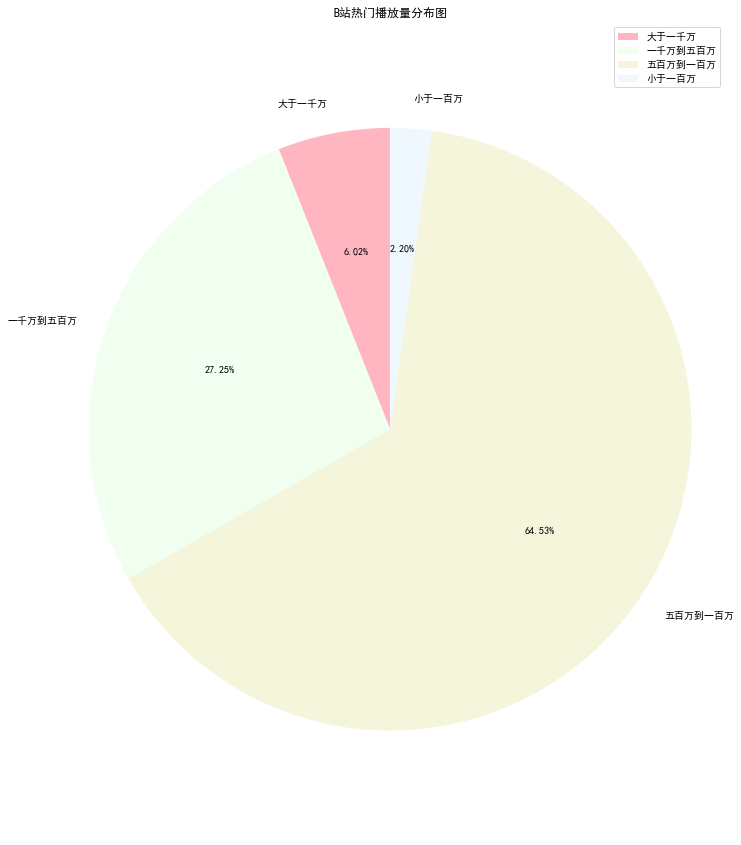 B站热门播放量分布图
大于一千万
一千万到五百万
五百万到一百万
小于一百万
小于一百万
大于一千万
6.02%
2.20%
一千万到五百万
27.25%
64.53%
五百万到一百万